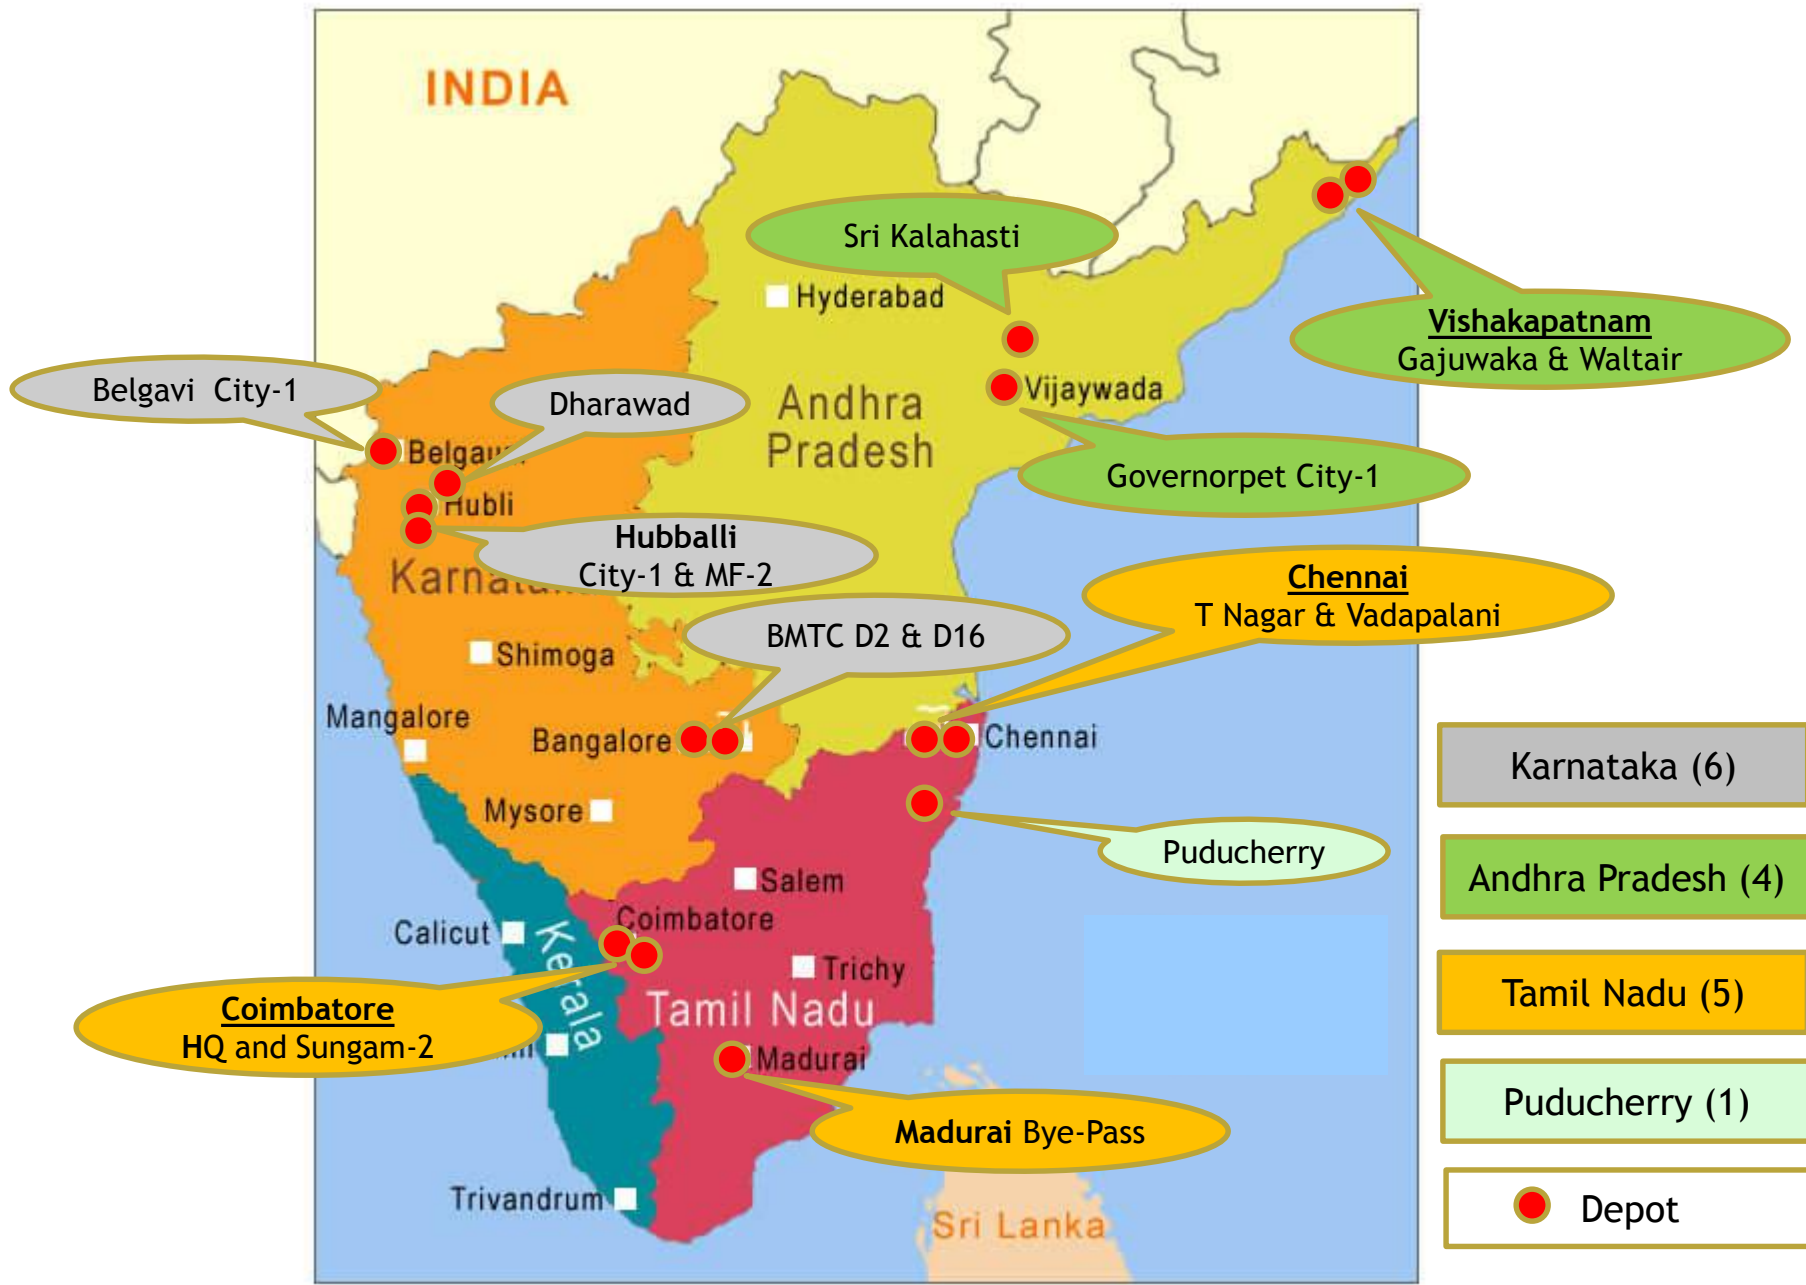 INDIA
Sri Kalahasti
Hyderabad
Vishakapatnam
Gajuwaka & Waltair
Belgavi  City-1
Dharawad
Andhra
Pradesh
Vijaywada
Governorpet City-1
Hubli
Hubballi
City-1 & MF-2
Chennai
T Nagar & Vadapalani
BMTC D2 & D16
Shimoga
Mangalore
Bangalore
Chennai
Karnataka (6)
Mysore
Puducherry
Salem
Andhra Pradesh (4)
Coimbatore
Calicut
Kerala
Trichy
Tamil Nadu
Tamil Nadu (5)
Coimbatore
HQ and Sungam-2
Madurai
Madurai Bye-Pass
Puducherry (1)
Trivandrum
Sri Lanka
Depot